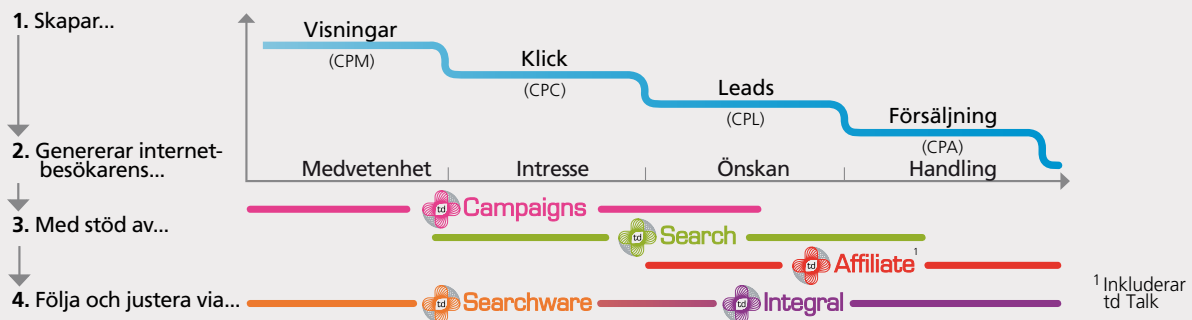 1. Skapar...
Visningar
(CPM)
Klick
(CPC)
Leads
(CPL)
Försäljning
(CPA)
2. Genererar internet-
besökarens...
Medvetenhet
Intresse
Önskan
Handling
3. Med stöd av...
td Campaigns
td Search
td Affiliate¹
4. Följa och justera via...
td Searchware
td Integral
¹ Inkluderar
td Talk